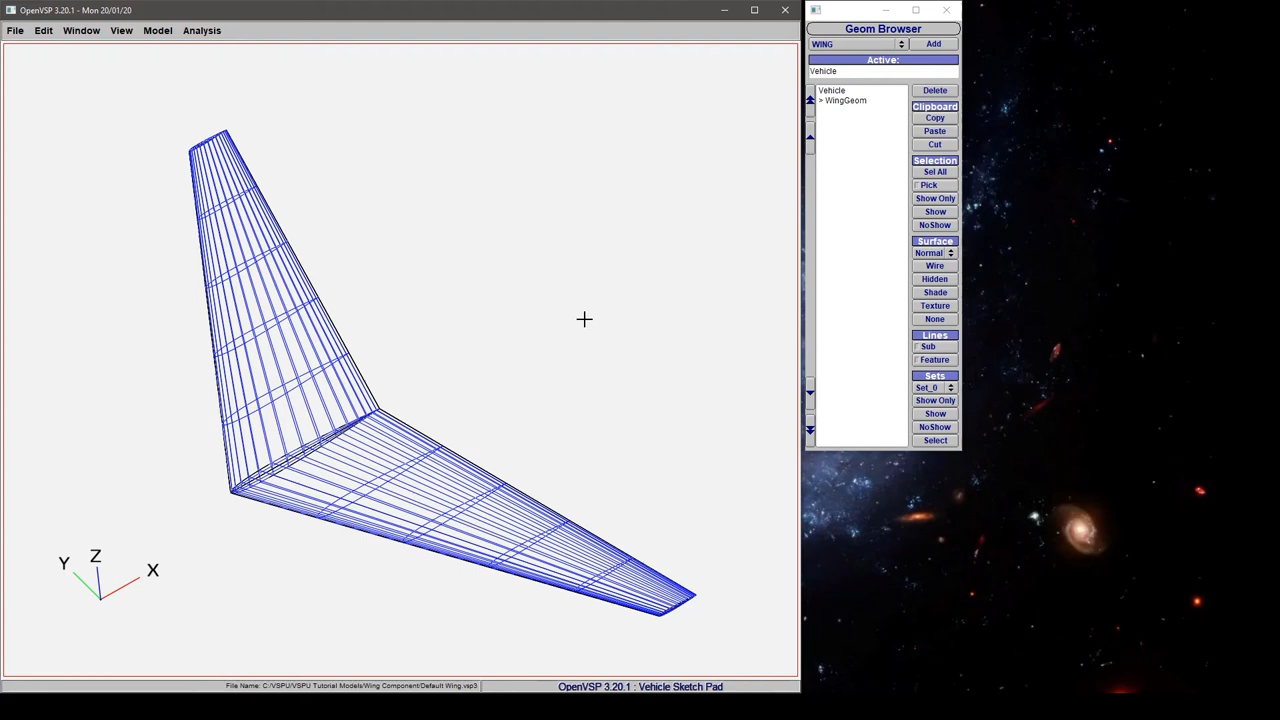 OpenVSP 3.20.1 - Mon 20/01/20
File Edit Window View Model Analysis
Y Z X
File Name: C:/VSPU/VSPU Tutorial Models/Wing Component/Default Wing.vsp3
OpenVSP 3.20.1 : Vehicle Sketch Pad
Geom Browser
WING Add
Active:
Vehicle
Vehicle
> WingGeom
Delete
Clipboard
Copy
Paste
Cut
Selection
Sel All
Pick
Show Only
Show
NoShow
Surface
Normal
Wire
Hidden
Shade
Texture
None
Lines
Sub
Feature
Sets
Set_0
Show Only
Show
NoShow
Select